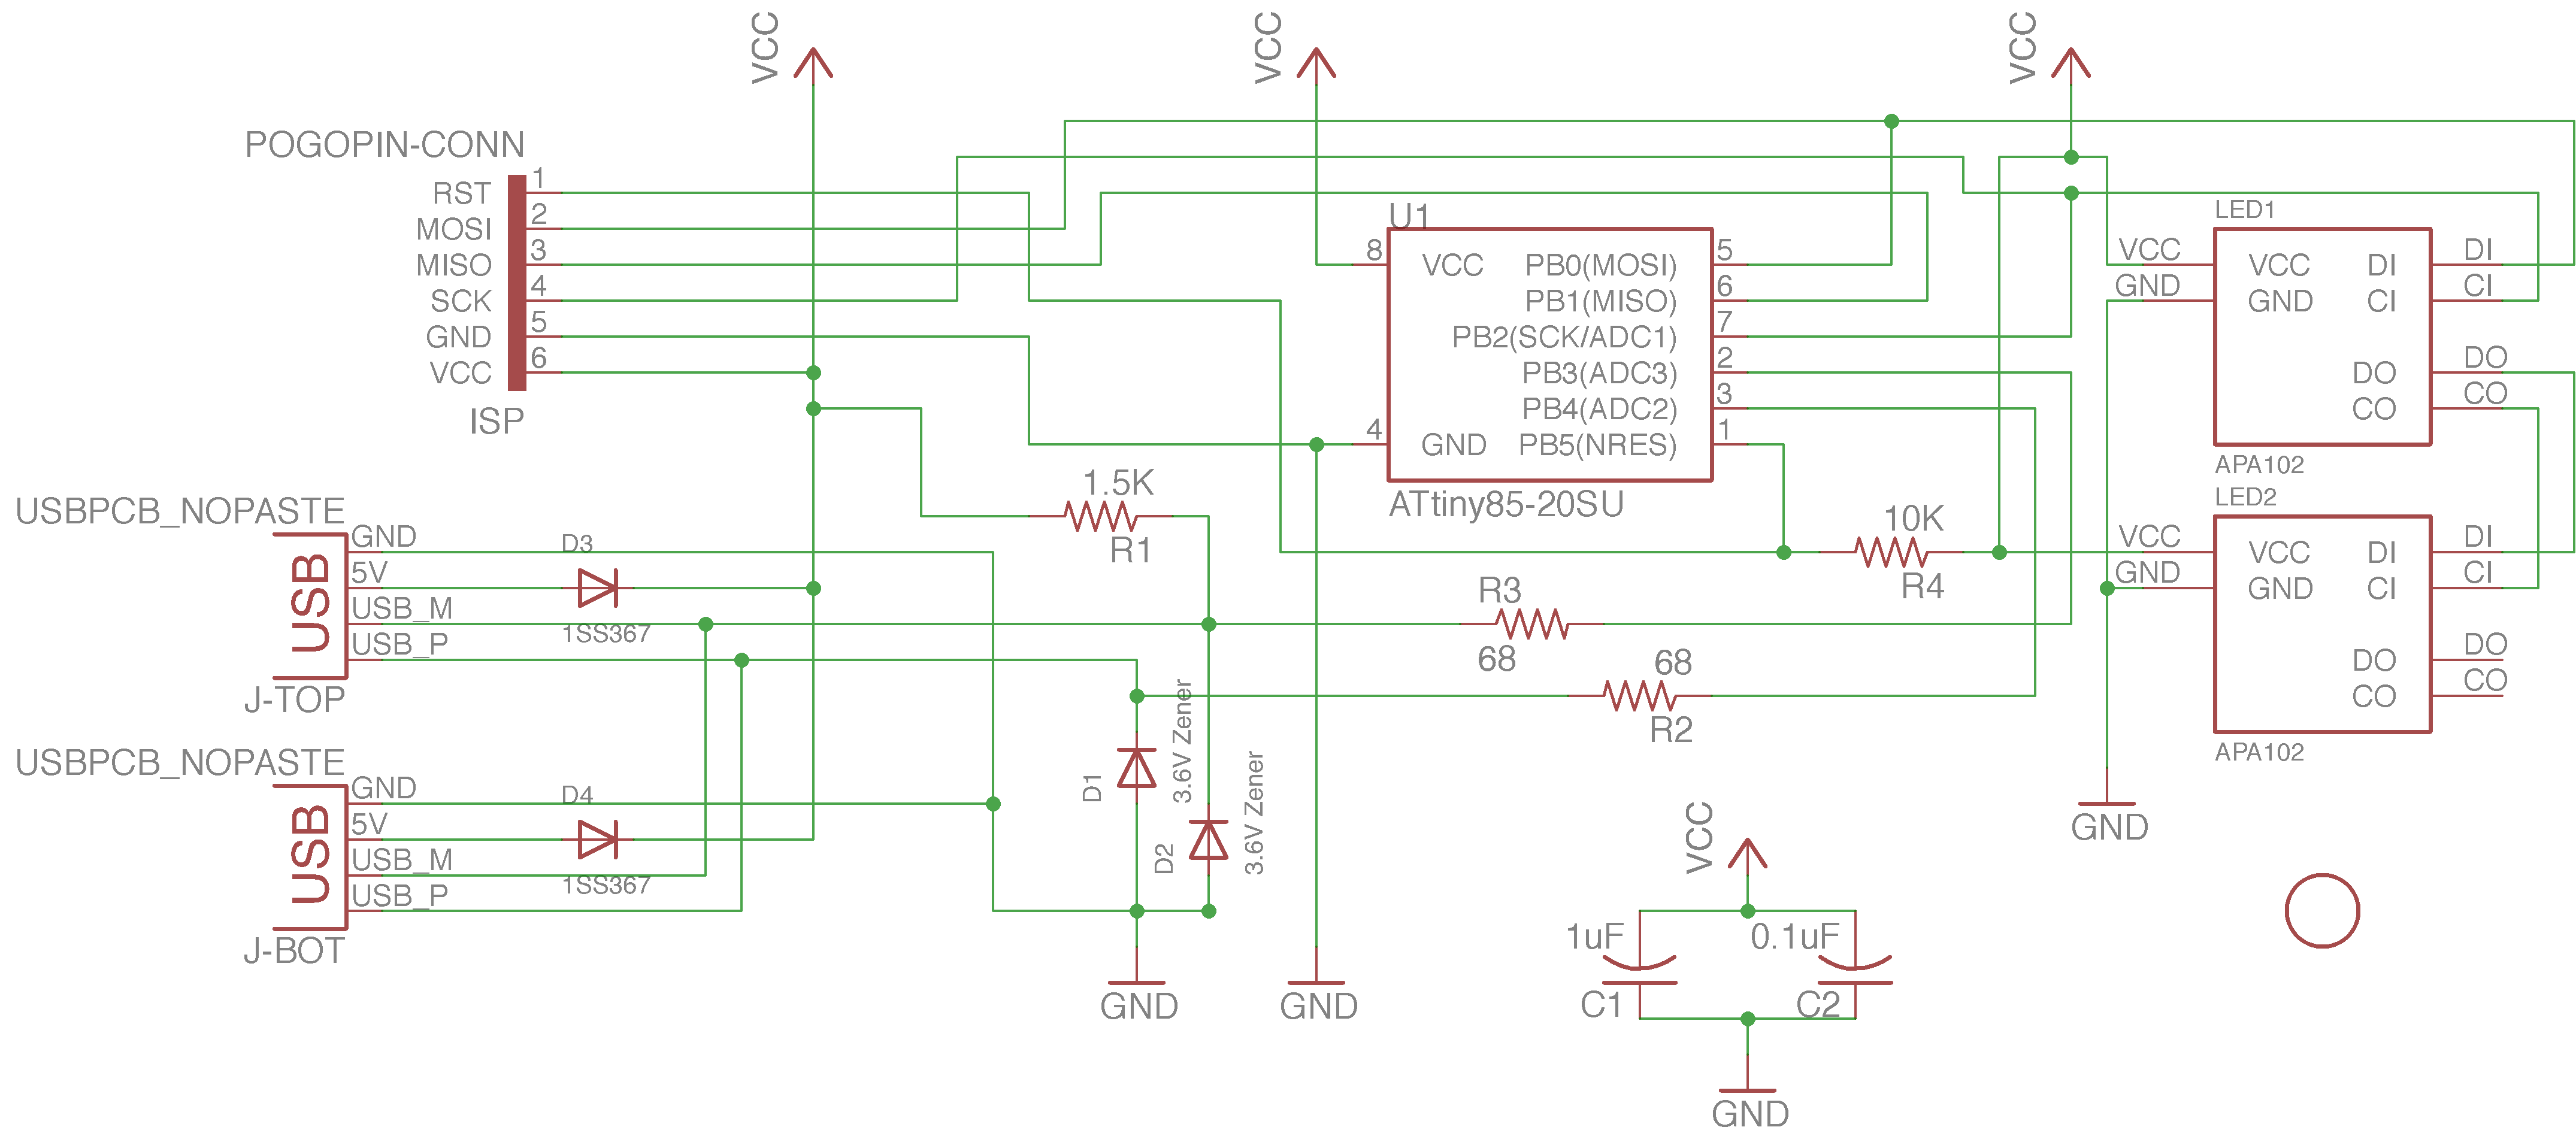 VCC
VCC
VCC
POGOPIN-CONN
RST 1
MOSI 2
MISO 3
SCK 4
GND 5
VCC 6
ISP
U1
8 VCC PB0(MOSI) 5
PB1(MISO) 6
PB2(SCK/ADC1) 7
PB3(ADC3) 2
PB4(ADC2) 3
4 GND PB5(NRES) 1
ATtiny85-20SU
LED1
VCC VCC DI DI
GND GND CI CI
DO DO
CO CO
APA102
LED2
VCC VCC DI DI
GND GND CI CI
DO DO
CO CO
APA102
1.5K
R1
10K
R4
R3
68
68
R2
USBPCB_NOPASTE
USB
GND
5V
USB_M
USB_P
J-TOP
D3
1SS367
USBPCB_NOPASTE
USB
GND
5V
USB_M
USB_P
J-BOT
D4
1SS367
D1
3.6V Zener
D2
3.6V Zener
GND
GND
GND
VCC
1uF
C1
0.1uF
C2
GND